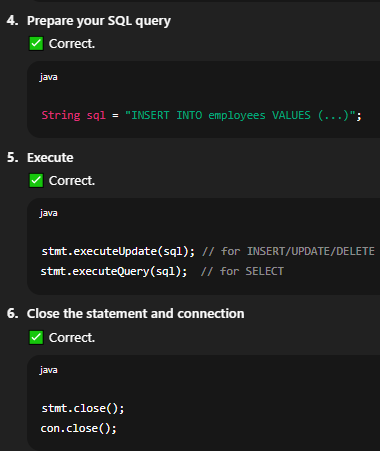 4. Prepare your SQL query
✅ Correct.
java
String sql = "INSERT INTO employees VALUES (...)";
5. Execute
✅ Correct.
java
stmt.executeUpdate(sql); // for INSERT/UPDATE/DELETE
stmt.executeQuery(sql);  // for SELECT
6. Close the statement and connection
✅ Correct.
java
stmt.close();
con.close();